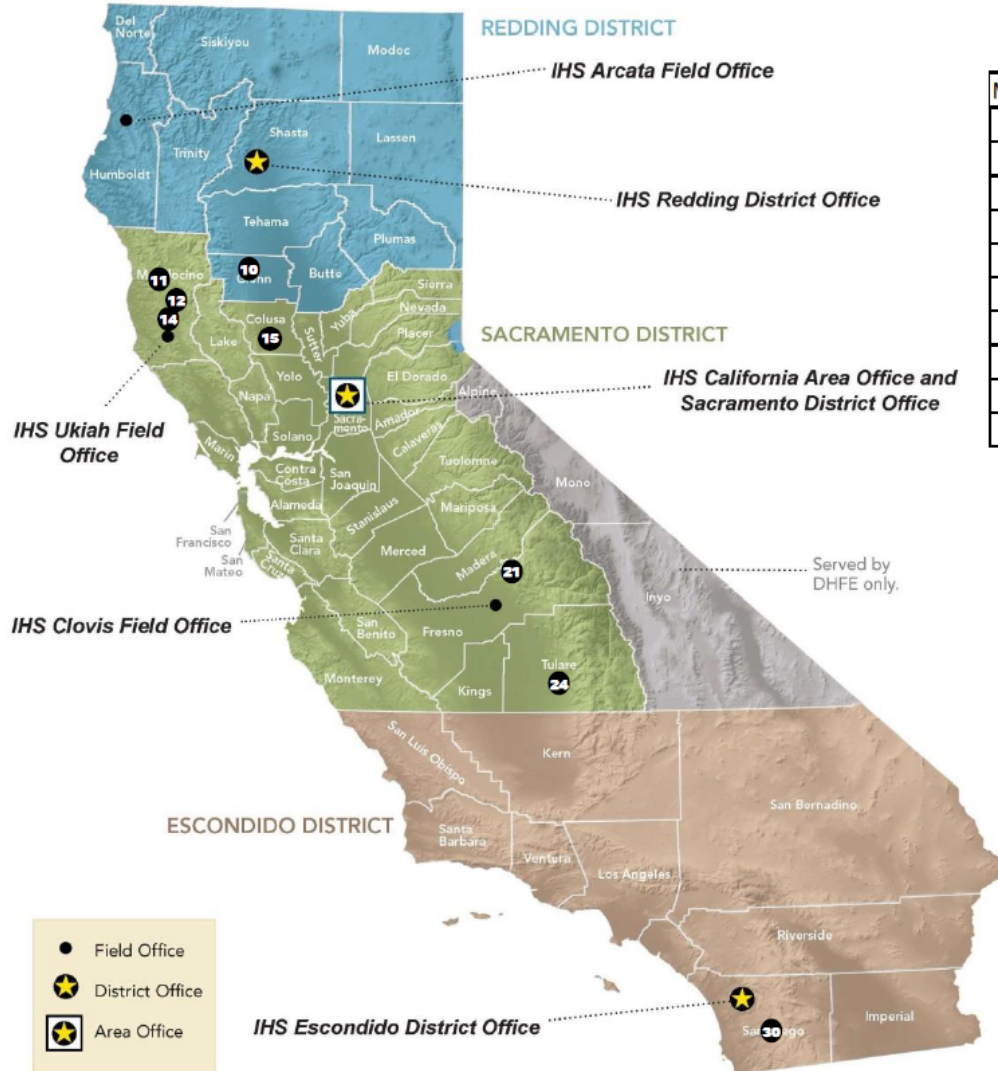 Del
Norte
Siskiyou
Modoc
REDDING DISTRICT
IHS Arcata Field Office
Shasta
Lassen
Trinity
Humboldt
IHS Redding District Office
Tehama
Plumas
Butte
10
11
12
14
Sierra
Nevada
Yuba
Placer
Colusa
Sutter
15
Lake
SACRAMENTO DISTRICT
Yolo
El Dorado
Napa
Alpine
IHS California Area Office and
Sacramento District Office
Sacra-
mento
Amador
IHS Ukiah Field
Office
Solano
Calaveras
Marin
Tuolomne
Contra
Costa
San
Joaquin
Mono
Alameda
Stanislaus
Mariposa
San
Francisco
Santa
Clara
Merced
San
Mateo
Santa
Cruz
Madera
21
Served by
DHFE only.
Inyo
IHS Clovis Field Office
San
Benito
Fresno
Tulare
24
Monterey
Kings
San Luis Obispo
Kern
San Bernadino
ESCONDIDO DISTRICT
Santa
Barbara
Ventura
Los Angeles
Riverside
Field Office
District Office
Area Office
IHS Escondido District Office
30
Imperial